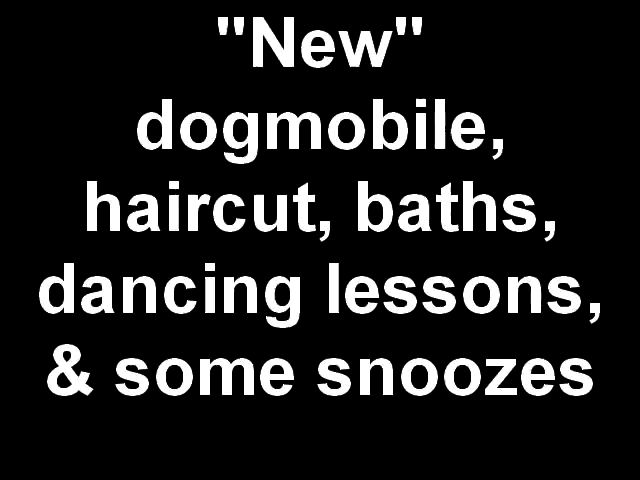 "New"
dogmobile,
haircut, baths,
dancing lessons,
& some snoozes